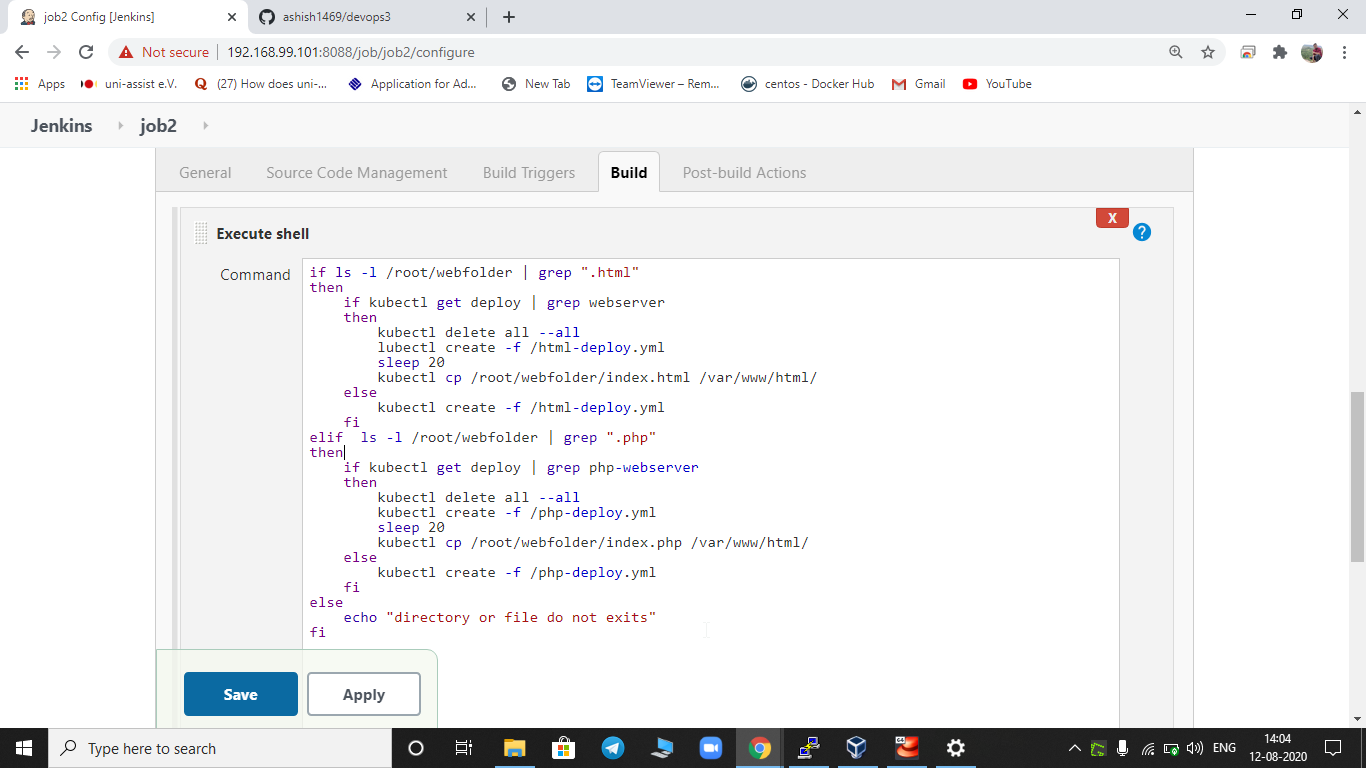 job2 Config [Jenkins]
ashish1469/devops3
Not secure
192.168.99.101:8088/job/job2/configure
Apps
uni-assist e.V.
(27) How does uni-...
Application for Ad...
New Tab
TeamViewer – Rem...
centos - Docker Hub
Gmail
YouTube
Jenkins
job2
General
Source Code Management
Build Triggers
Build
Post-build Actions
X
Execute shell
?
Command
if ls -l /root/webfolder | grep ".html"
then
    if kubectl get deploy | grep webserver
    then
        kubectl delete all --all
        lubectl create -f /html-deploy.yml
        sleep 20
        kubectl cp /root/webfolder/index.html /var/www/html/
    else
        kubectl create -f /html-deploy.yml
    fi
elif  ls -l /root/webfolder | grep ".php"
then
    if kubectl get deploy | grep php-webserver
    then
        kubectl delete all --all
        kubectl create -f /php-deploy.yml
        sleep 20
        kubectl cp /root/webfolder/index.php /var/www/html/
    else
        kubectl create -f /php-deploy.yml
    fi
else
    echo "directory or file do not exits"
fi
Save
Apply
Type here to search
64
ENG
14:04
12-08-2020